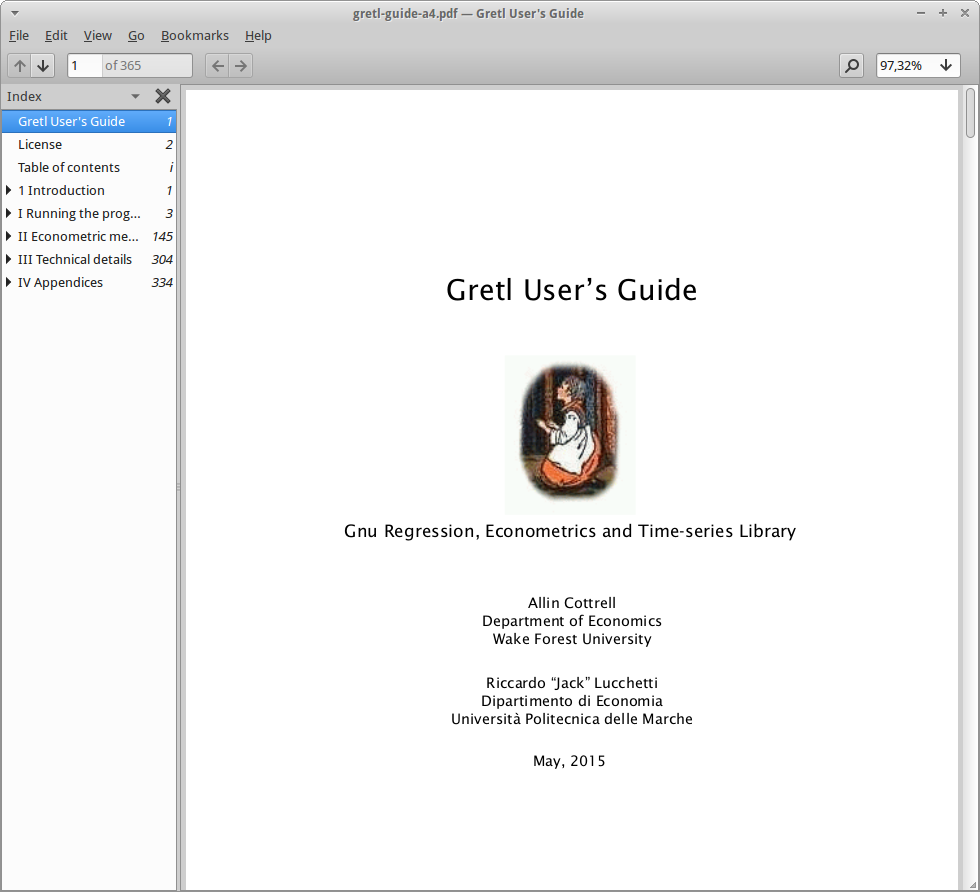 gretl-guide-a4.pdf — Gretl User's Guide
File Edit View Go Bookmarks Help
1 of 365 97,32%
Index
Gretl User's Guide 1
License 2
Table of contents i
1 Introduction 1
I Running the prog... 3
II Econometric me... 145
III Technical details 304
IV Appendices 334
Gretl User’s Guide
Gnu Regression, Econometrics and Time-series Library
Allin Cottrell
Department of Economics
Wake Forest University
Riccardo “Jack” Lucchetti
Dipartimento di Economia
Università Politecnica delle Marche
May, 2015